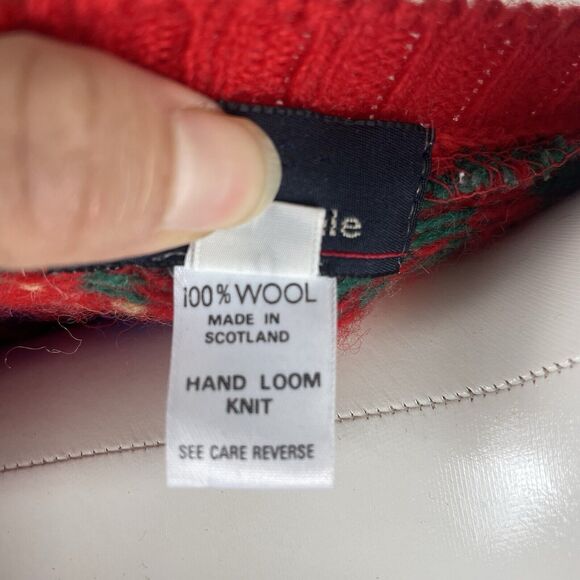 100% WOOL
MADE IN
SCOTLAND
HAND LOOM
KNIT
SEE CARE REVERSE